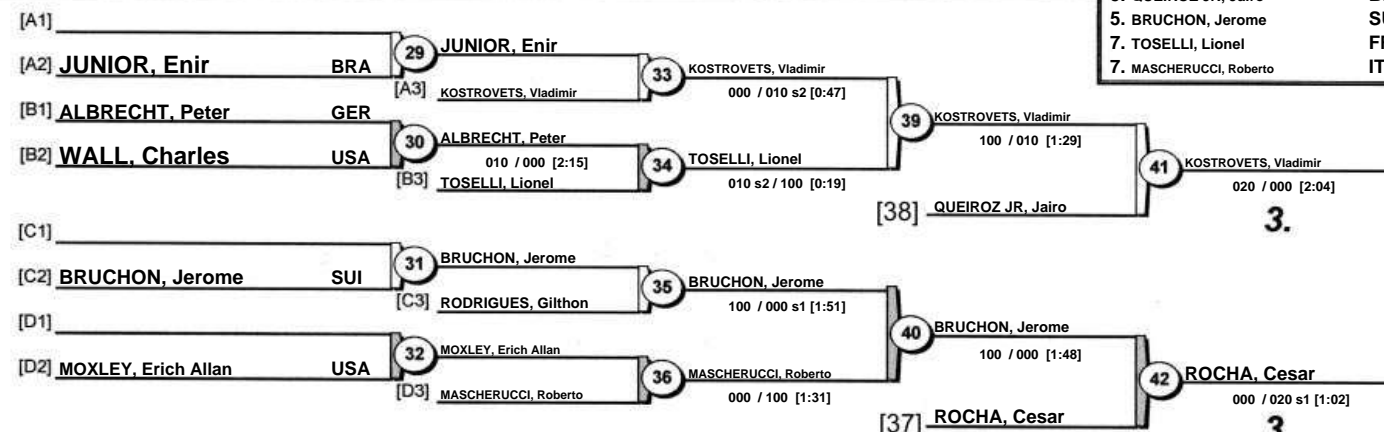 5. BRUCHON, Jerome
7. TOSELLI, Lionel
7. MASCHERUCCI, Roberto IT
[A1]
[A2] JUNIOR, Enir BRA
29 JUNIOR, Enir
[A3] KOSTROVETS, Vladimir
33 KOSTROVETS, Vladimir
000 / 010 s2 [0:47]
[B1] ALBRECHT, Peter GER
[B2] WALL, Charles USA
30 ALBRECHT, Peter
010 / 000 [2:15]
[B3] TOSELLI, Lionel
34 TOSELLI, Lionel
010 s2 / 100 [0:19]
39 KOSTROVETS, Vladimir
100 / 010 [1:29]
[38] QUEIROZ JR, Jairo
41 KOSTROVETS, Vladimir
020 / 000 [2:04]
3.
[C1]
[C2] BRUCHON, Jerome SUI
31 BRUCHON, Jerome
[C3] RODRIGUES, Gilthon
35 BRUCHON, Jerome
100 / 000 s1 [1:51]
[D1]
[D2] MOXLEY, Erich Allan USA
32 MOXLEY, Erich Allan
[D3] MASCHERUCCI, Roberto
36 MASCHERUCCI, Roberto
000 / 100 [1:31]
40 BRUCHON, Jerome
100 / 000 [1:48]
[37] ROCHA, Cesar
42 ROCHA, Cesar
000 / 020 s1 [1:02]
3